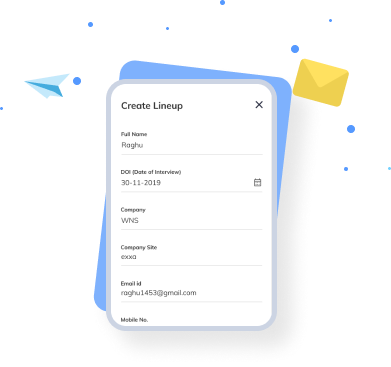 Create Lineup
Full Name
Raghu
DOI (Date of Interview)
30-11-2019
Company
WNS
Company Site
exxa
Email id
raghu1453@gmail.com
Mobile No.